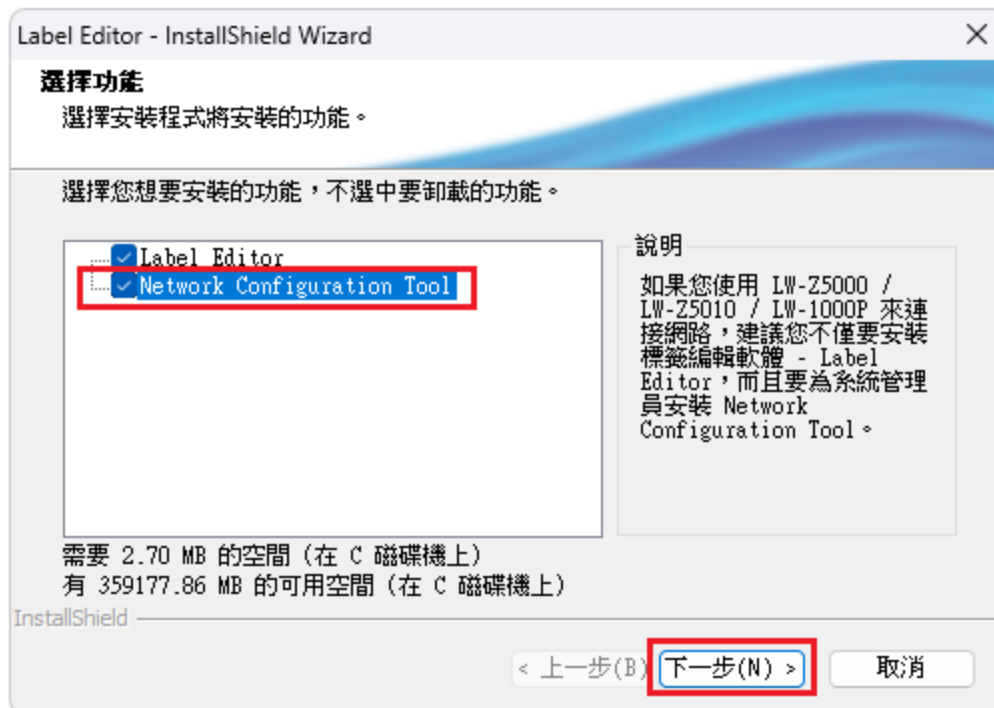 Label Editor - InstallShield Wizard
選擇功能
選擇安裝程式將安裝的功能。
選擇您想要安裝的功能，不選中要卸載的功能。
Label Editor
Network Configuration Tool
說明
如果您使用 LW-Z5000 /
LW-Z5010 / LW-1000P 來連
接網路，建議您不僅要安裝
標籤編輯軟體 - Label
Editor，而且要為系統管理
員安裝 Network
Configuration Tool。
需要 2.70 MB 的空間（在 C 磁碟機上）
有 359177.86 MB 的可用空間（在 C 磁碟機上）
InstallShield
< 上一步(B) 下一步(N) > 取消